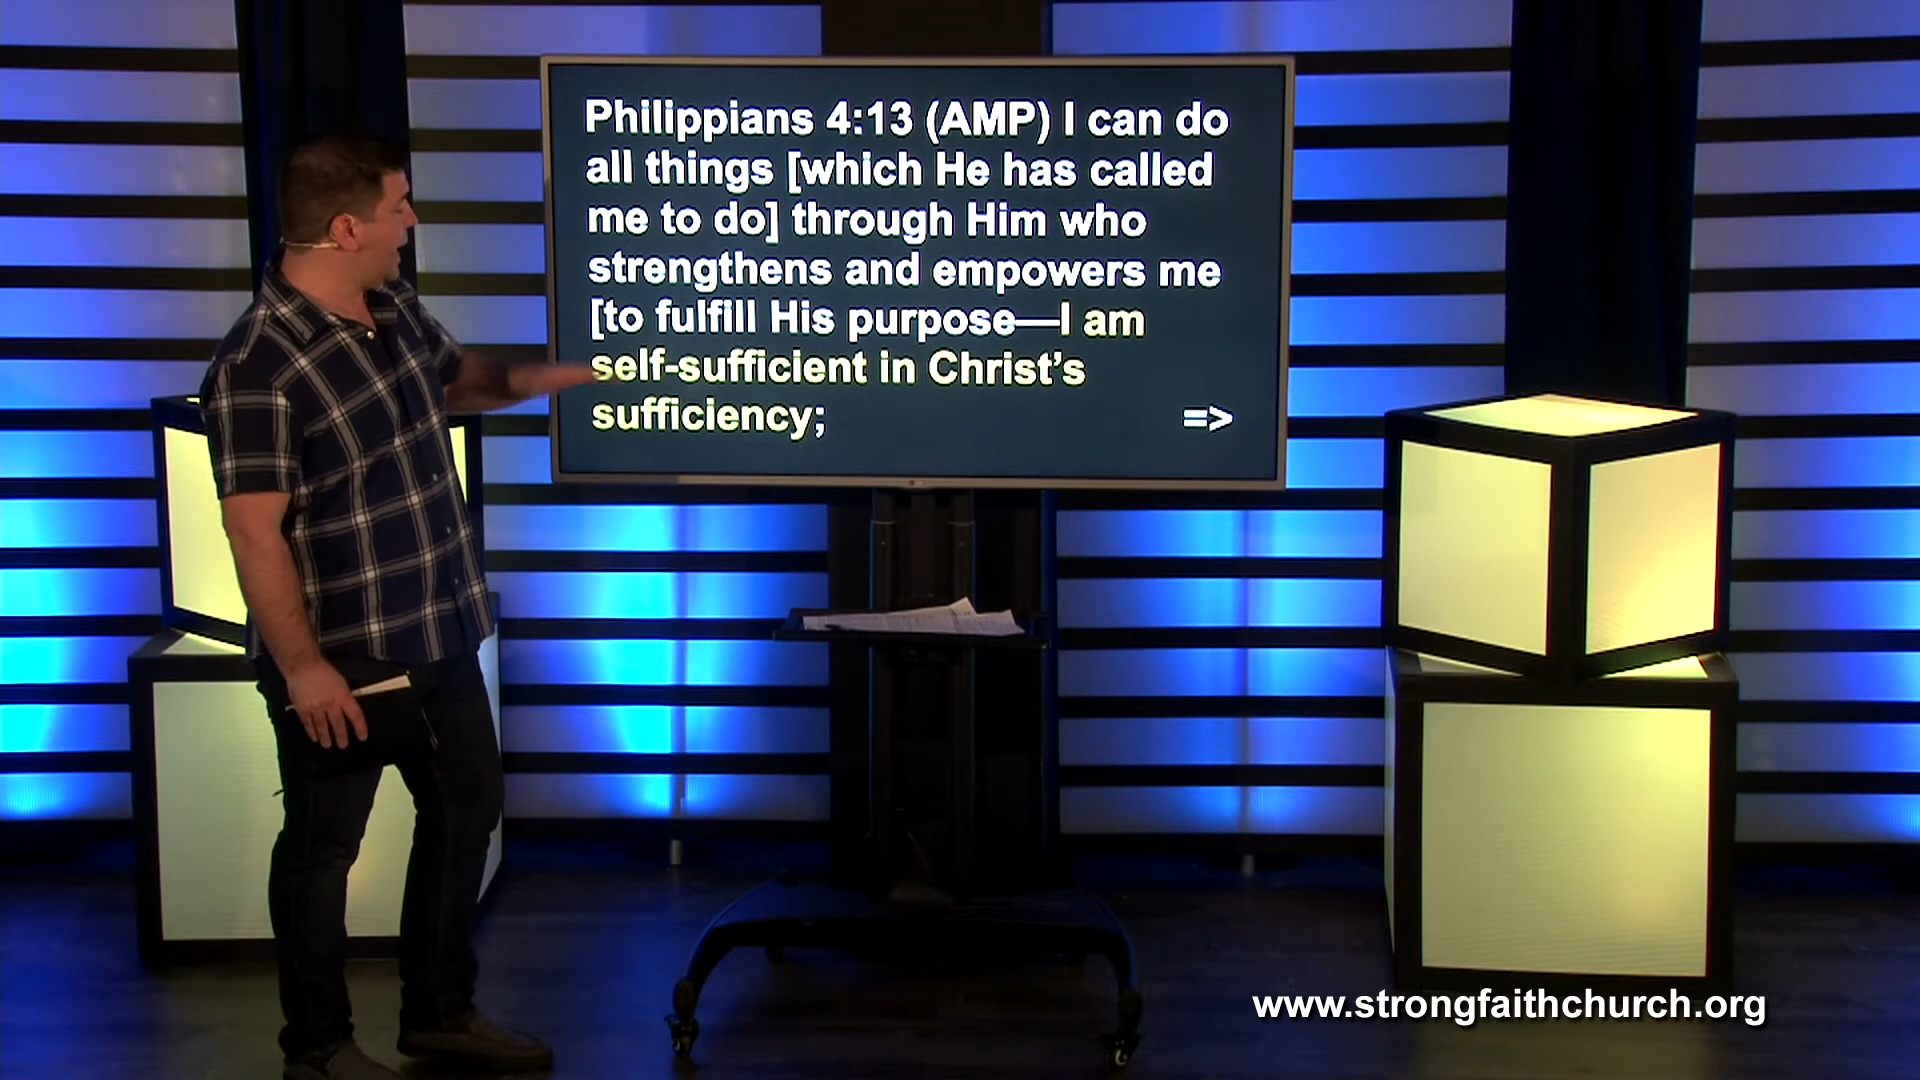 Philippians 4:13 (AMP) I can do
all things [which He has called
me to do] through Him who
strengthens and empowers me
[to fulfill His purpose—I am
self-sufficient in Christ’s
sufficiency; =>
www.strongfaithchurch.org